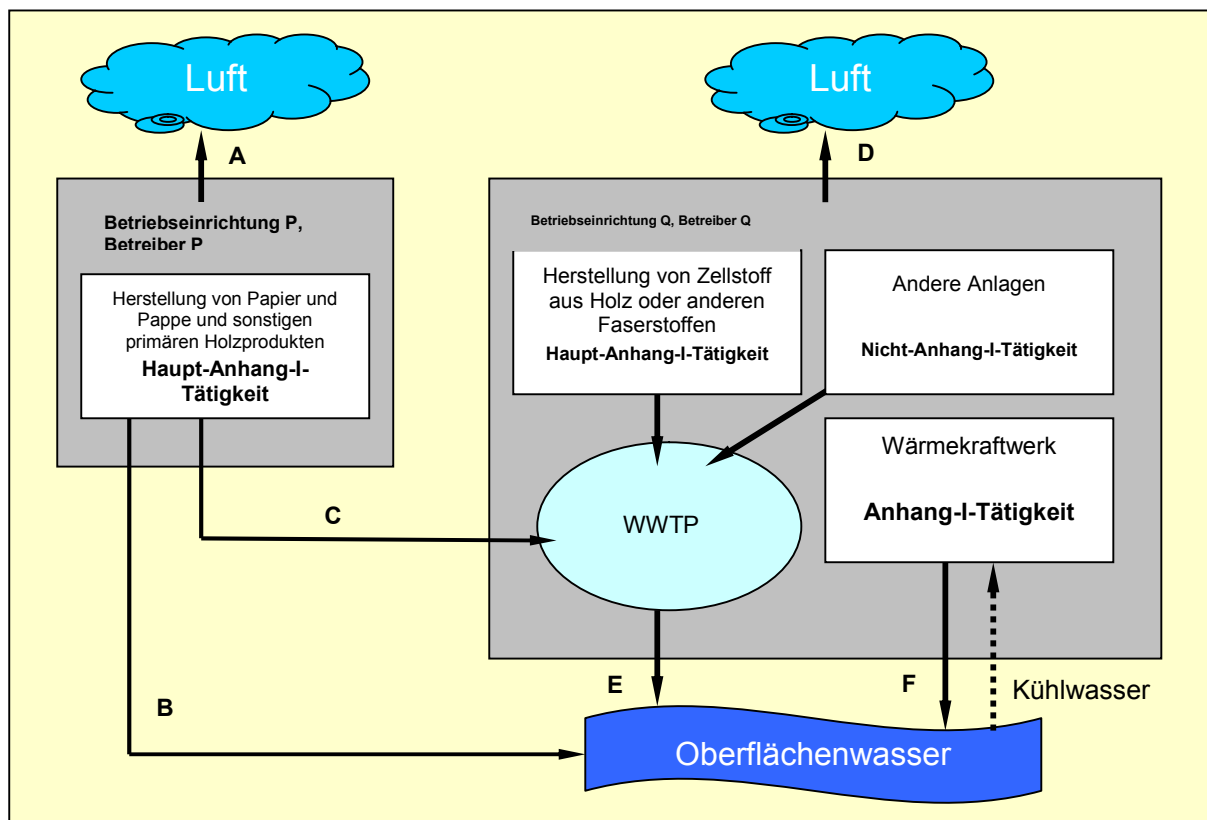 Luft
Luft
A
D
Betriebseinrichtung P,
Betreiber P
Herstellung von Papier und
Pappe und sonstigen
primären Holzprodukten
Haupt-Anhang-I-
Tätigkeit
Betriebseinrichtung Q, Betreiber Q
Herstellung von Zellstoff
aus Holz oder anderen
Faserstoffen
Haupt-Anhang-I-Tätigkeit
Andere Anlagen
Nicht-Anhang-I-Tätigkeit
Wärmekraftwerk
Anhang-I-Tätigkeit
WWTP
C
B
E
F
Kühlwasser
Oberflächenwasser